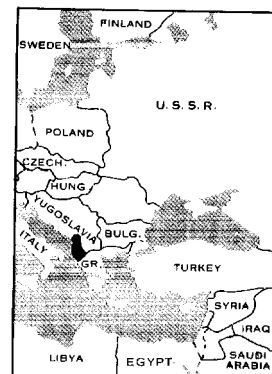 FINLAND
SWEDEN
U. S. S. R.
POLAND
CZECH.
HUNG.
YUGOSLAVIA
BULG.
ITALY
GR.
TURKEY
SYRIA
IRAQ
LIBYA
EGYPT
SAUDI
ARABIA